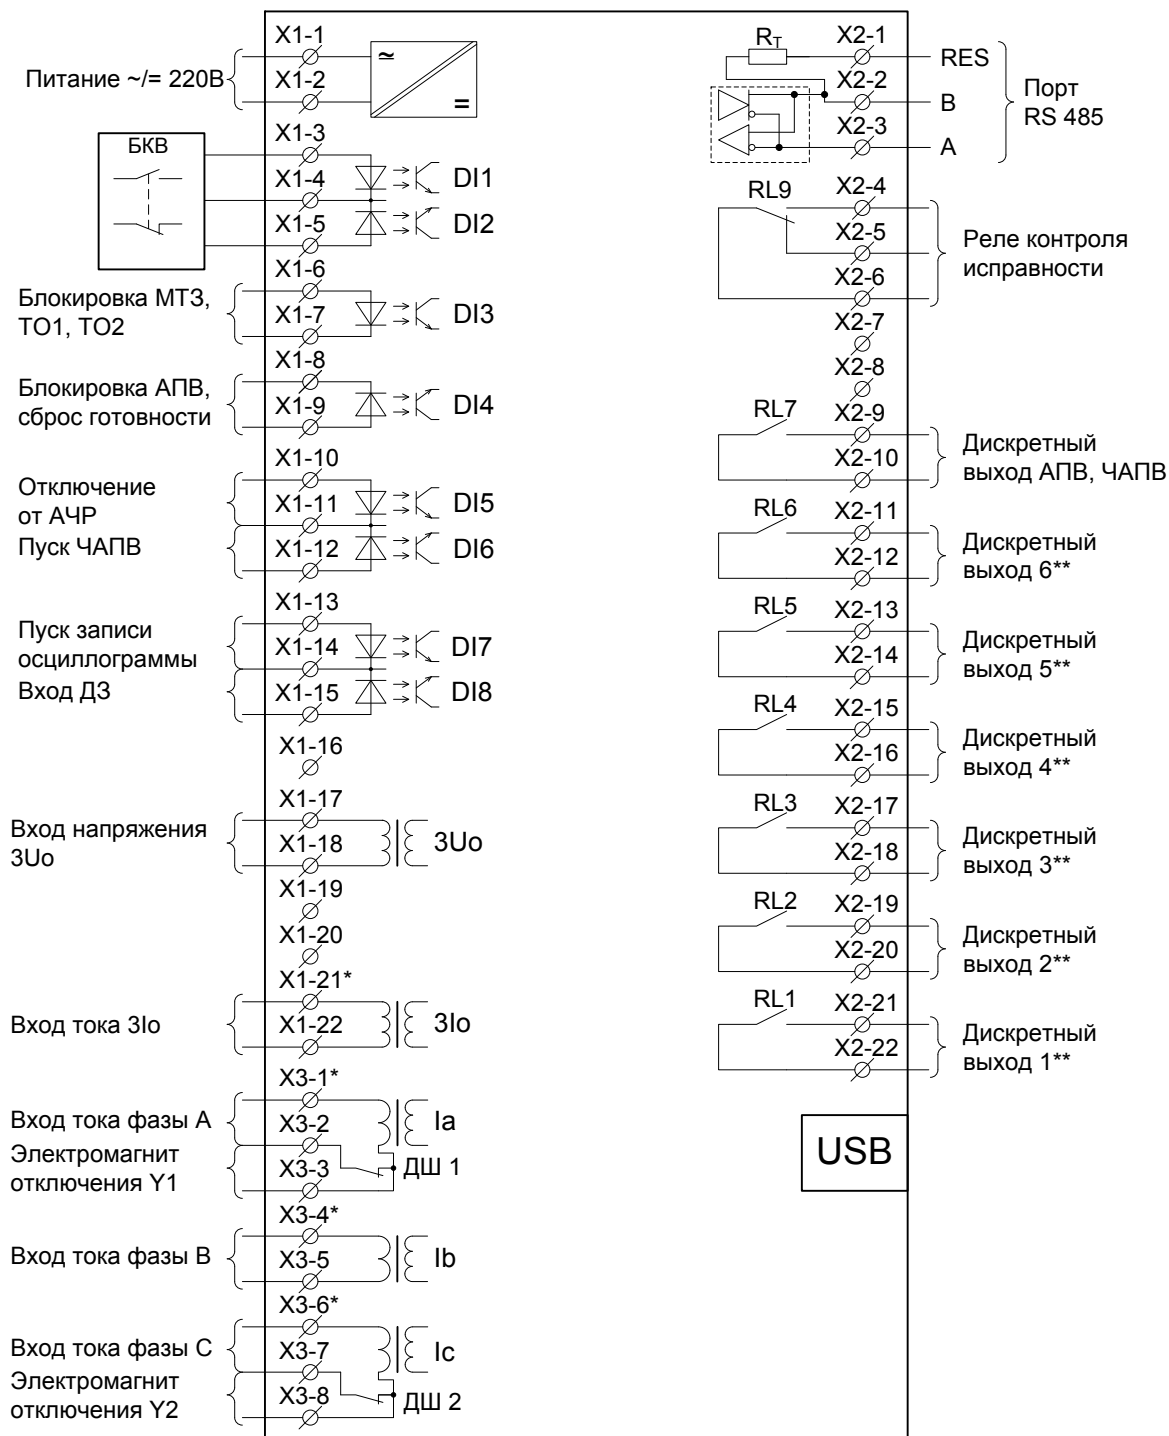 X1-1
Питание ~/= 220В
X1-2
≃
=
БКВ
X1-3
X1-4
DI1
X1-5
DI2
X1-6
Блокировка МТЗ,
ТО1, ТО2
X1-7
DI3
X1-8
Блокировка АПВ,
сброс готовности
X1-9
DI4
X1-10
Отключение
от АЧР
X1-11
DI5
Пуск ЧАПВ
X1-12
DI6
X1-13
Пуск записи
осциллограммы
X1-14
DI7
Вход ДЗ
X1-15
DI8
X1-16
X1-17
Вход напряжения
3Uo
X1-18
3Uo
X1-19
X1-20
X1-21*
Вход тока 3Io
X1-22
3Io
X3-1*
Вход тока фазы А
X3-2
Ia
Электромагнит
отключения Y1
X3-3
ДШ 1
X3-4*
Вход тока фазы В
X3-5
Ib
X3-6*
Вход тока фазы С
X3-7
Ic
Электромагнит
отключения Y2
X3-8
ДШ 2
RT
X2-1
RES
X2-2
B
X2-3
A
Порт
RS 485
RL9
X2-4
X2-5
X2-6
Реле контроля
исправности
X2-7
X2-8
RL7
X2-9
X2-10
Дискретный
выход АПВ, ЧАПВ
RL6
X2-11
X2-12
Дискретный
выход 6**
RL5
X2-13
X2-14
Дискретный
выход 5**
RL4
X2-15
X2-16
Дискретный
выход 4**
RL3
X2-17
X2-18
Дискретный
выход 3**
RL2
X2-19
X2-20
Дискретный
выход 2**
RL1
X2-21
X2-22
Дискретный
выход 1**
USB